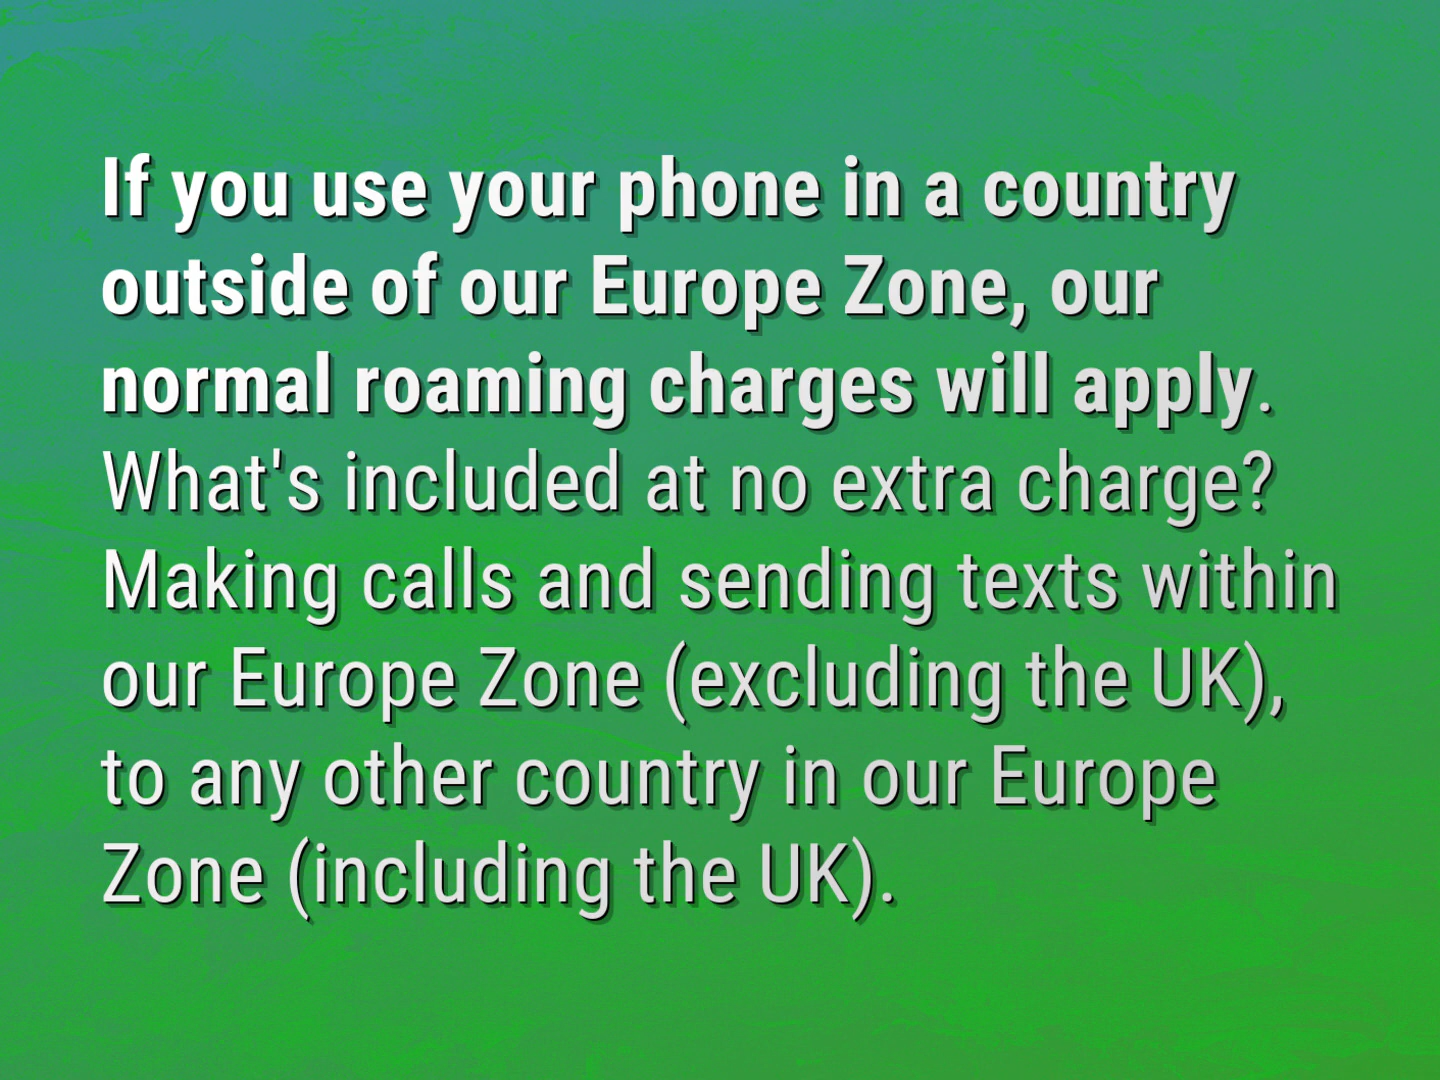 If you use your phone in a country
outside of our Europe Zone, our
normal roaming charges will apply.
What's included at no extra charge?
Making calls and sending texts within
our Europe Zone (excluding the UK),
to any other country in our Europe
Zone (including the UK).